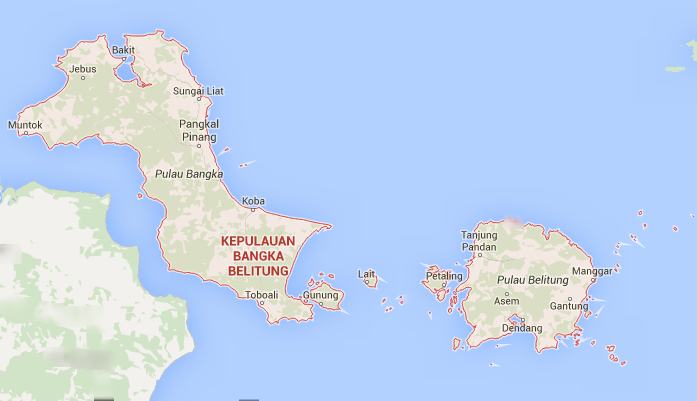 Bakit
Jebus
Sungai Liat
Muntok
Pangkal
Pinang
Pulau Bangka
Koba
KEPULAUAN
BANGKA
BELITUNG
Tanjung
Pandan
Lait
Petaling
Manggar
Pulau Belitung
Toboali
Gunung
Asem
Gantung
Dendang